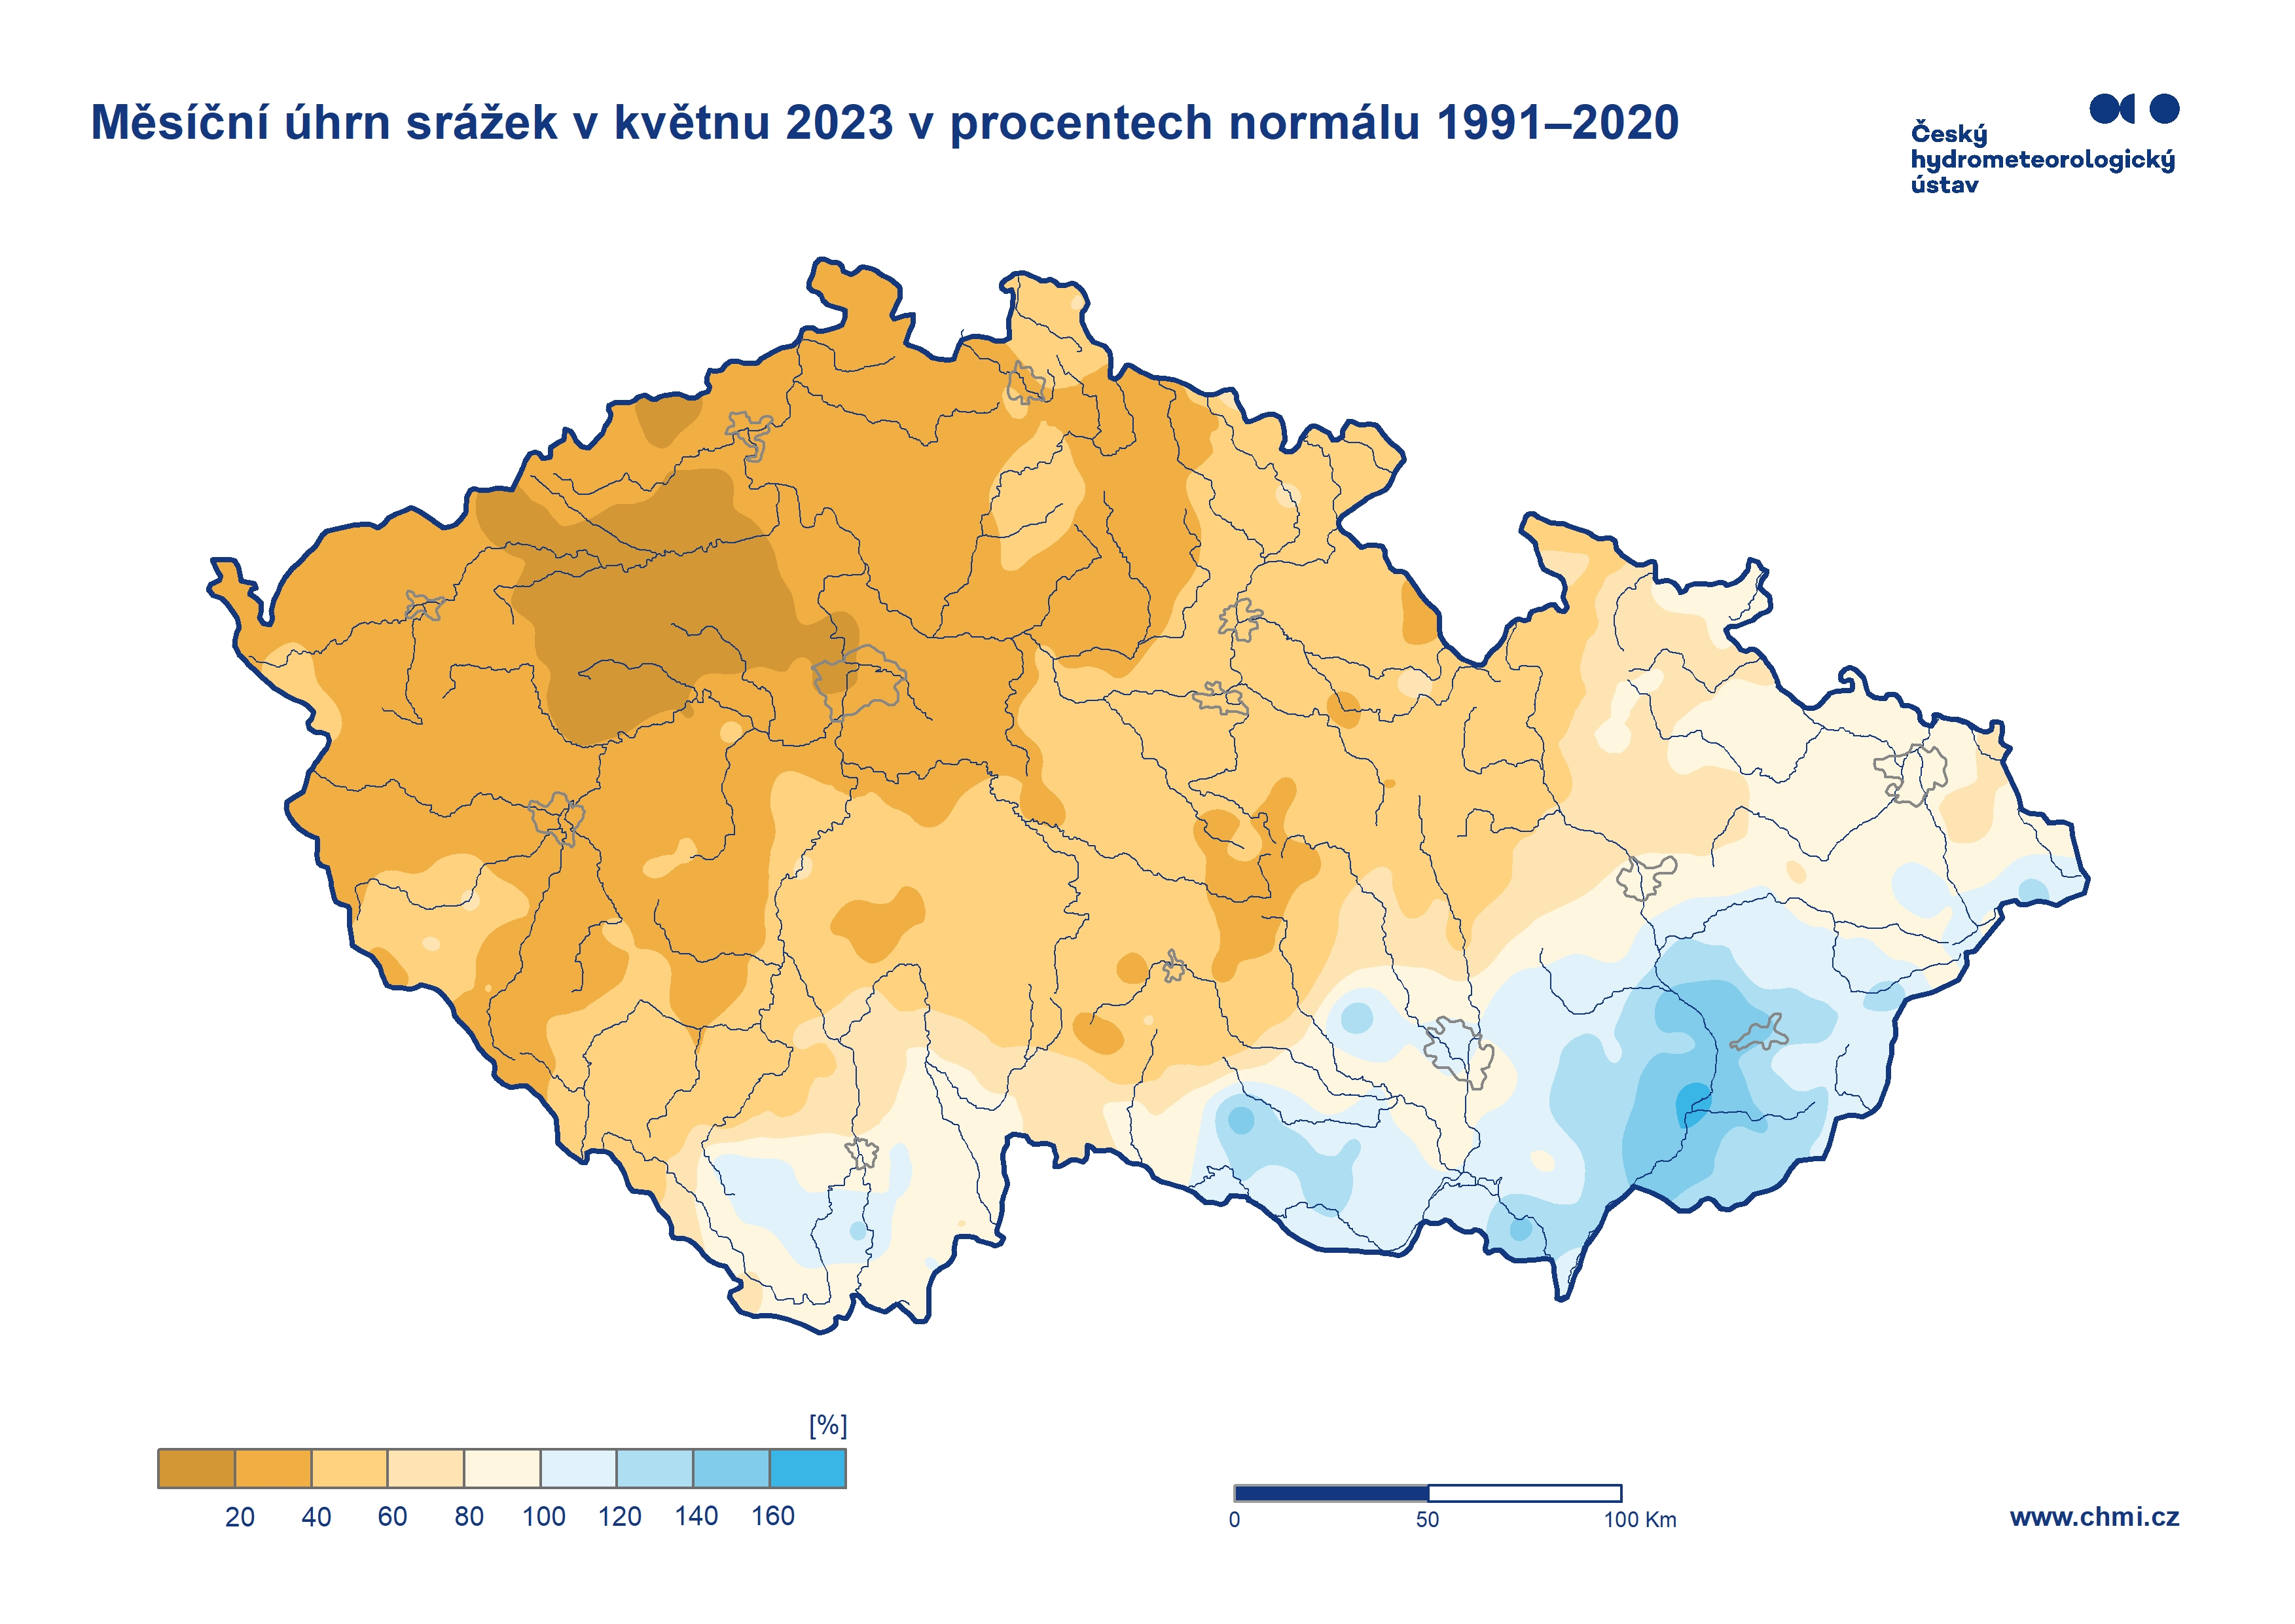 Měsíční úhrn srážek v květnu 2023 v procentech normálu 1991–2020
Český
hydrometeorologický
ústav
[%]
20 40 60 80 100 120 140 160
0 50 100 Km
www.chmi.cz